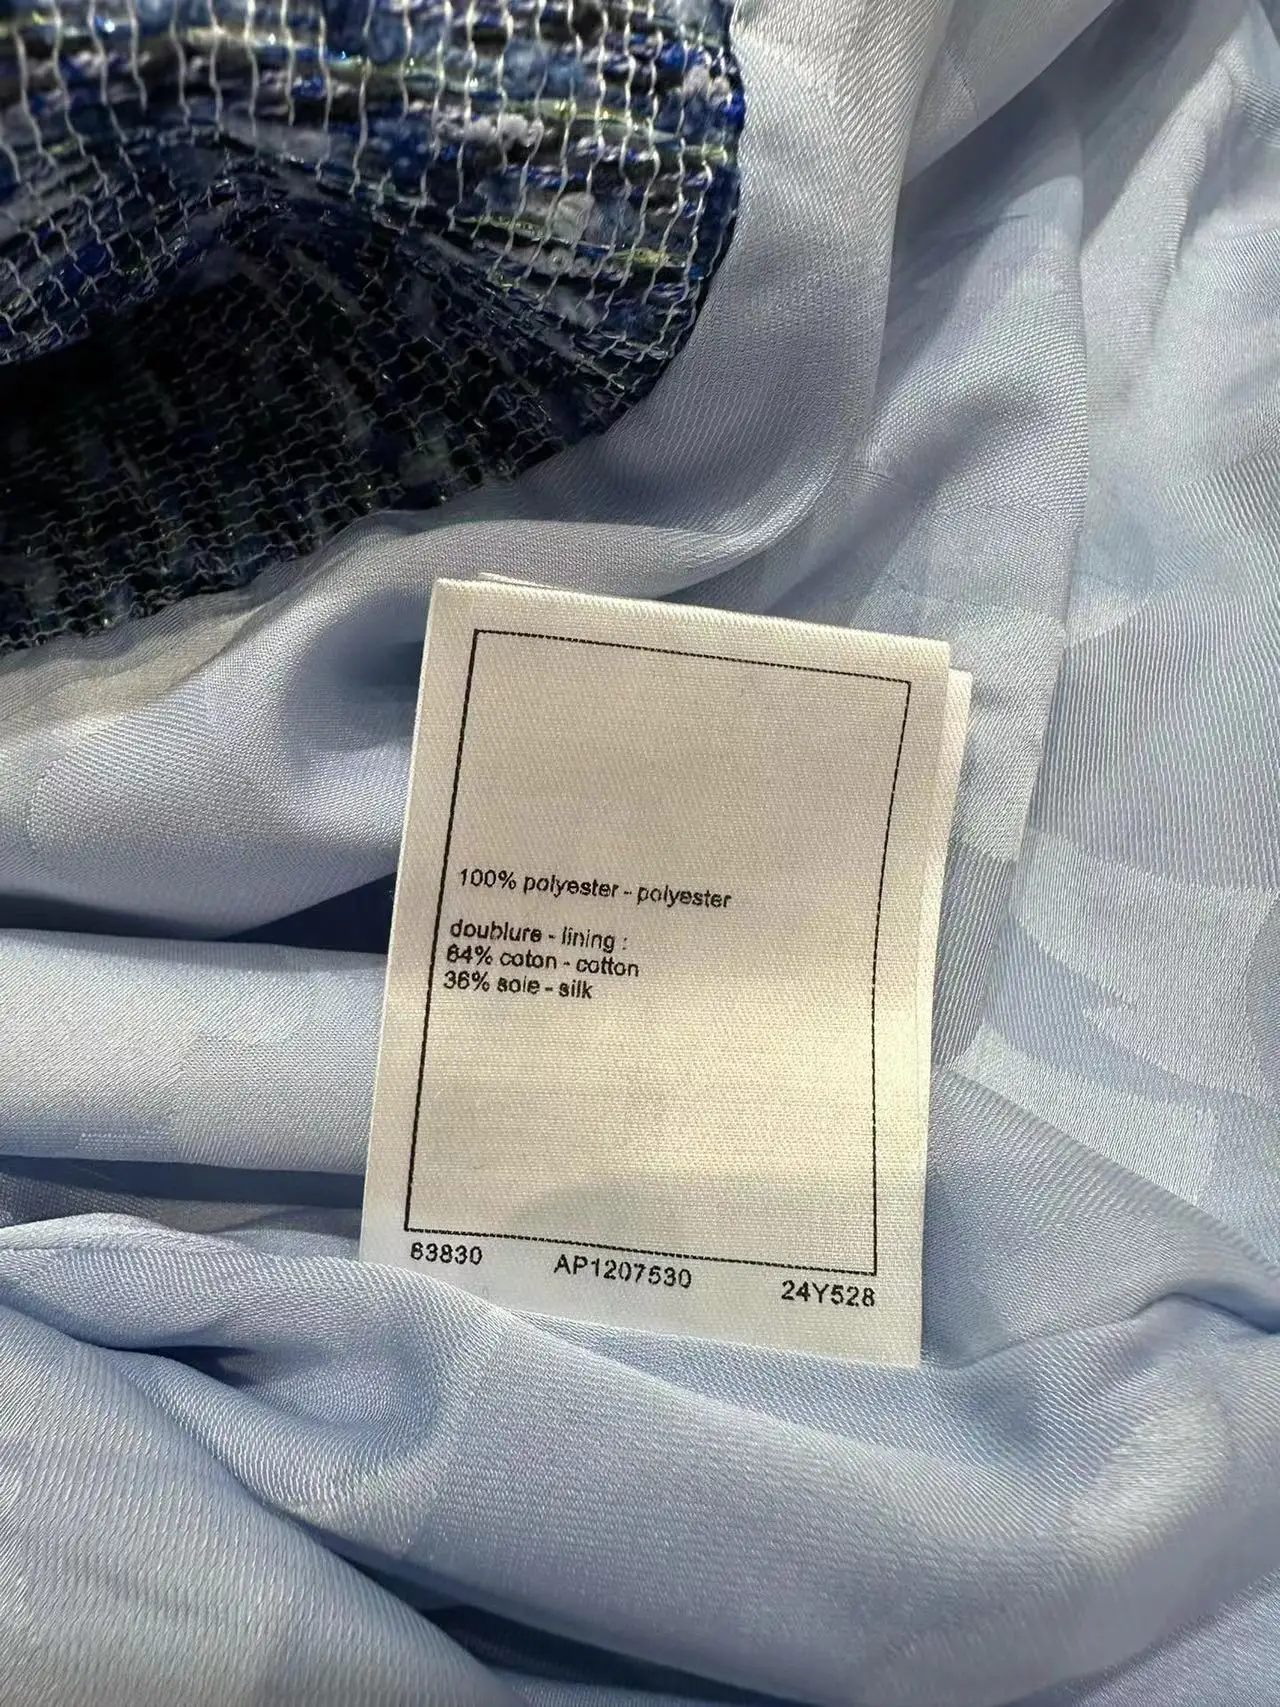 100% polyester - polyester
doublure - lining :
64% coton - cotton
36% soie - silk
63830 AP1207530 24Y528